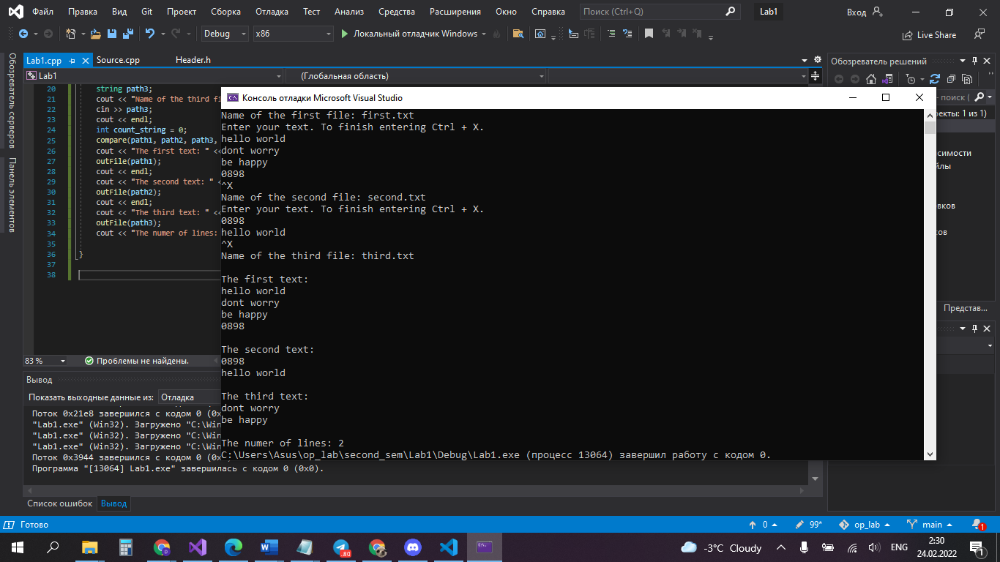 Файл Правка Вид Git Проект Сборка Отладка Тест Анализ Средства Расширения Окно Справка Поиск (Ctrl+Q) Lab1 Вход
Debug x86 Локальный отладчик Windows Live Share
Обозреватель серверов
Панель элементов
Lab1.cpp Source.cpp Header.h
Lab1 (Глобальная область)
20 string path3;
21 cout << "Name of the third fi
22 cin >> path3;
23 cout << endl;
24 int count_string = 0;
25 compare(path1, path2, path3,
26 cout << "The first text: " <<
27 outFile(path1);
28 cout << endl;
29 cout << "The second text: " <
30 outFile(path2);
31 cout << endl;
32 cout << "The third text: " <<
33 outFile(path3);
34 cout << "The numer of lines:
35
36 }
37
38
83 % Проблемы не найдены.
Вывод
Показать выходные данные из: Отладка
Поток 0x21e8 завершился с кодом 0 (0x
"Lab1.exe" (Win32). Загружено "C:\Win
"Lab1.exe" (Win32). Загружено "C:\Win
"Lab1.exe" (Win32). Загружено "C:\Win
Поток 0x3944 завершился с кодом 0 (0x
Программа "[13064] Lab1.exe" завершилась с кодом 0 (0x0).
Список ошибок Вывод
Консоль отладки Microsoft Visual Studio
Name of the first file: first.txt
Enter your text. To finish entering Ctrl + X.
hello world
dont worry
be happy
0898
^X
Name of the second file: second.txt
Enter your text. To finish entering Ctrl + X.
0898
hello world
^X
Name of the third file: third.txt
The first text:
hello world
dont worry
be happy
0898
The second text:
0898
hello world
The third text:
dont worry
be happy
The numer of lines: 2
C:\Users\Asus\op_lab\second_sem\Lab1\Debug\Lab1.exe (процесс 13064) завершил работу с кодом 0.
Обозреватель решений
- поиск (
ректы: 1 из 1)
симости
йлы
вков
сов
Представ...
Готово 0 99* op_lab main 1
80 -3°C Cloudy ENG 2:30
24.02.2022 1